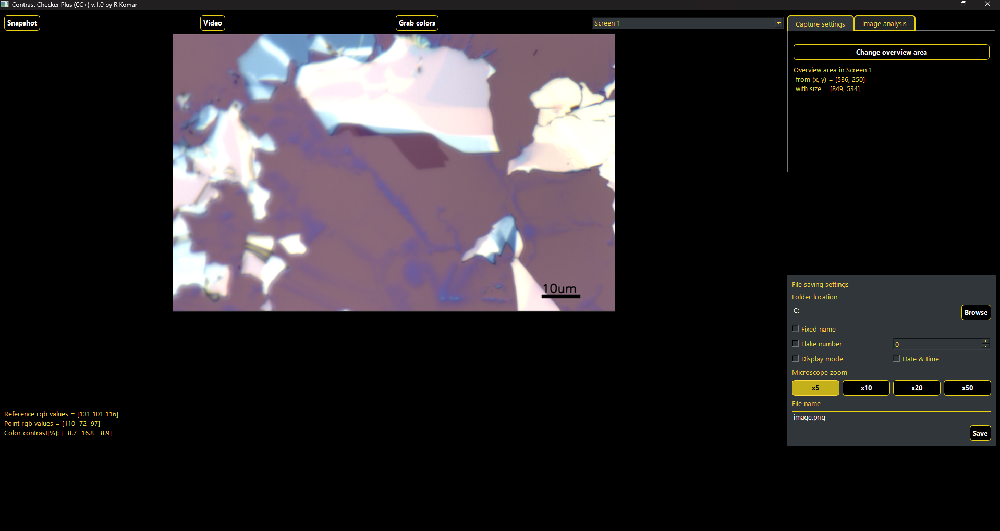 Contrast Checker Plus (CC+) v.1.0 by R Komar
Snapshot
Video
Grab colors
Screen 1
Capture settings
Image analysis
Change overview area
Overview area in Screen 1
from (x, y) = [536, 250]
with size = [849, 534]
10um
File saving settings
Folder location
C:
Browse
Fixed name
Flake number
0
Display mode
Date & time
Microscope zoom
x5
x10
x20
x50
File name
image.png
Save
Reference rgb values = [131 101 116]
Point rgb values = [110 72 97]
Color contrast[%]: [ -8.7 -16.8 -8.9]